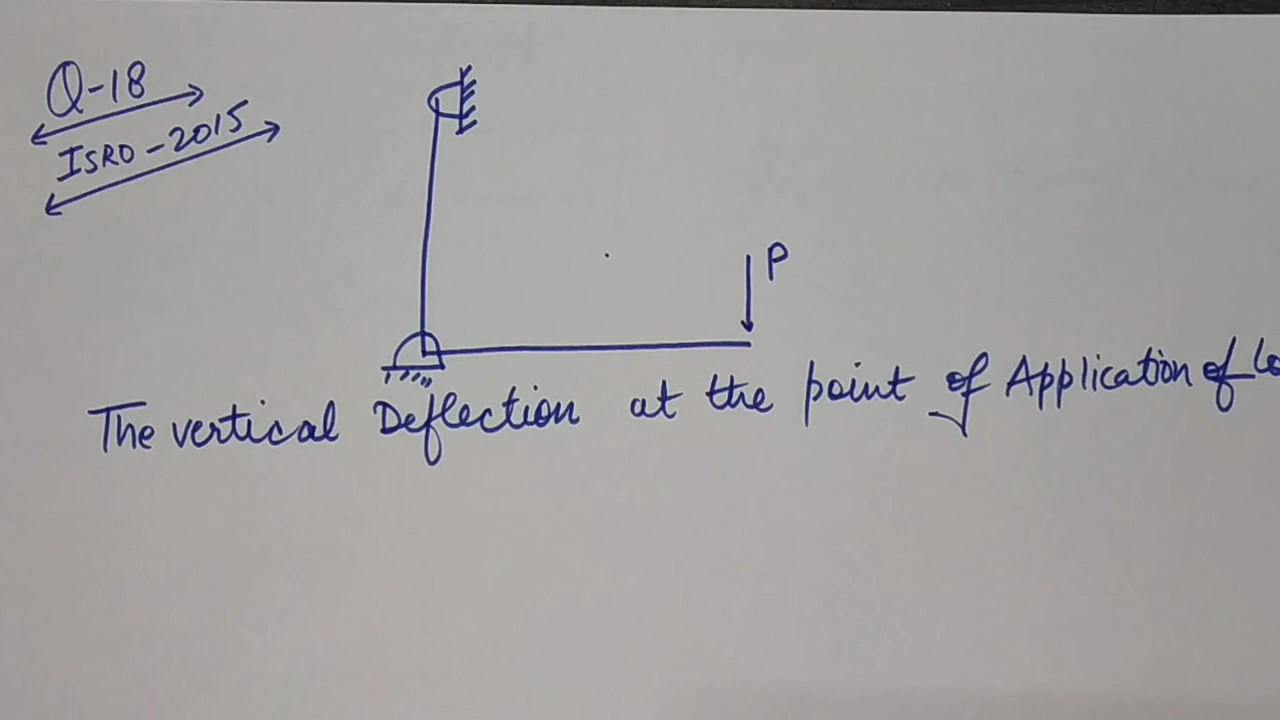 Q-18
ISRO-2015
P
The vertical Deflection at the point of Application of